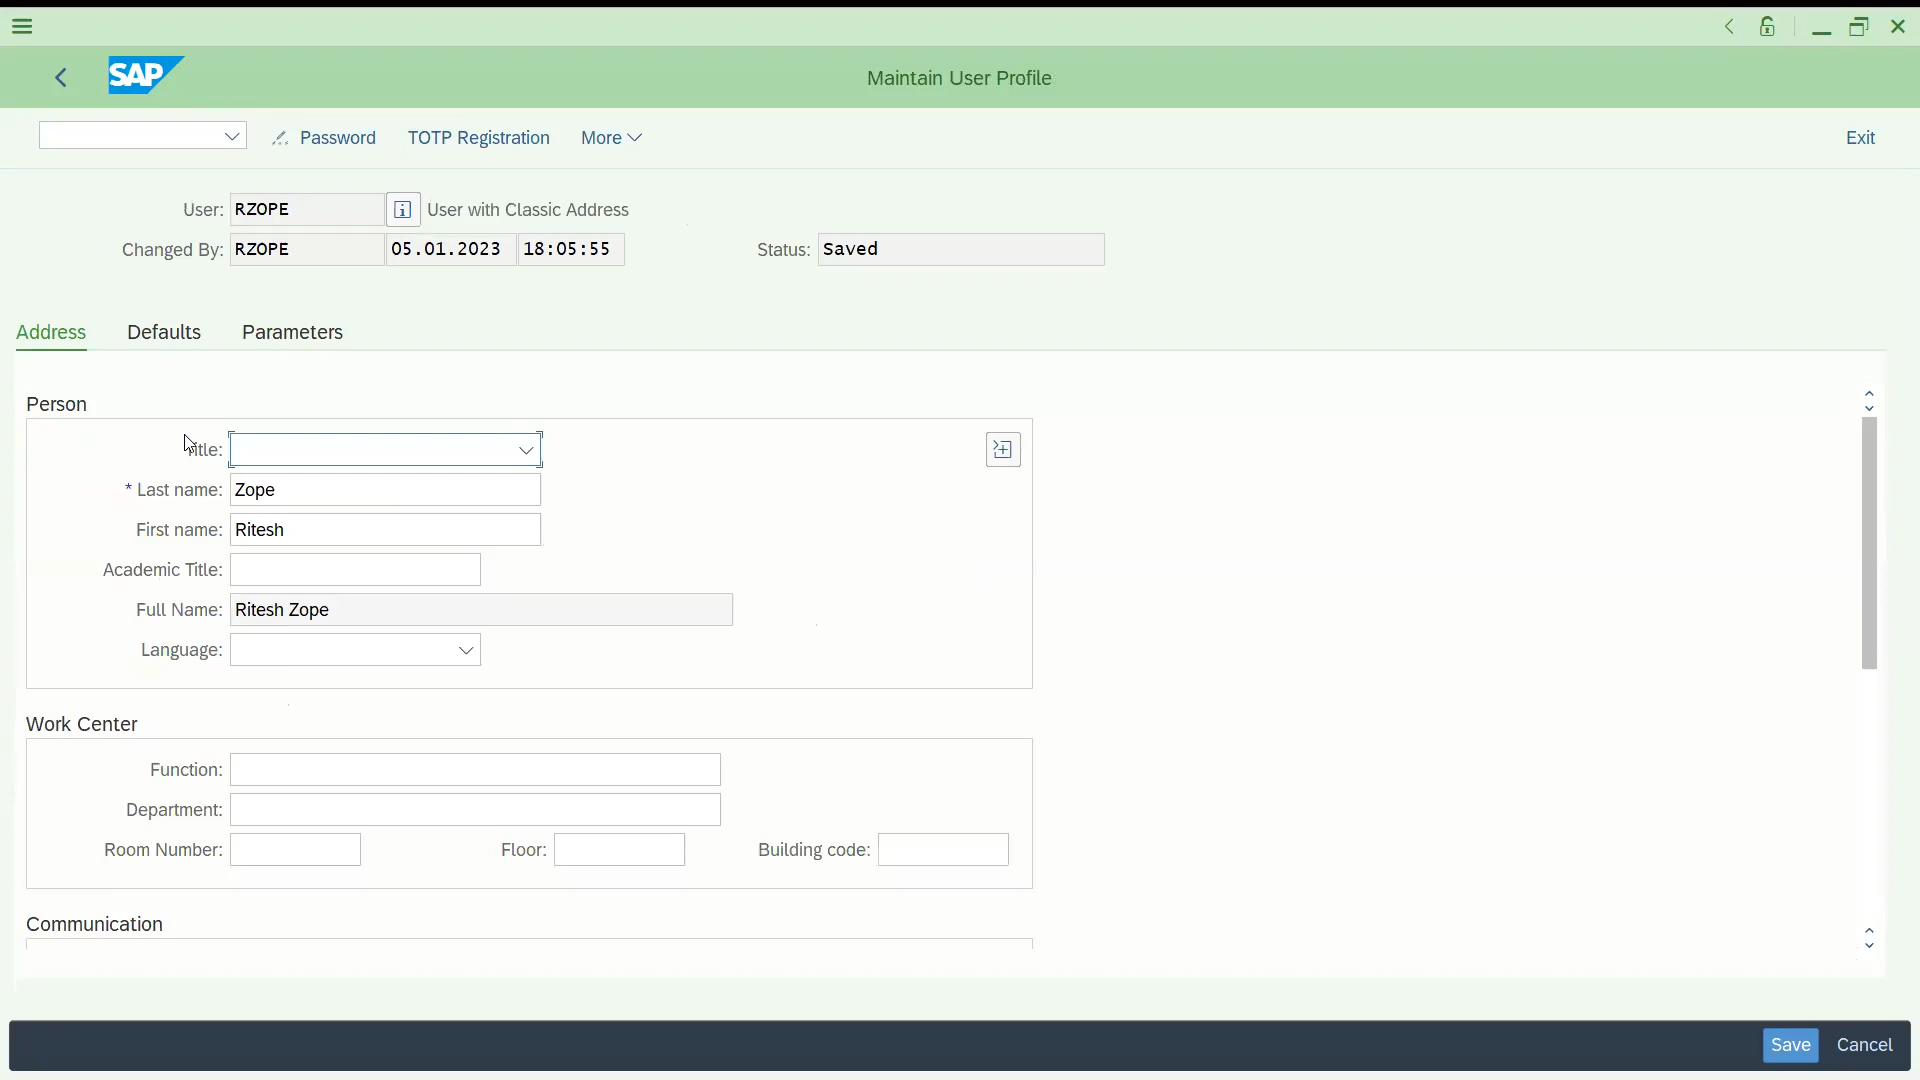 SAP
Maintain User Profile
Password TOTP Registration More Exit
User: RZOPE User with Classic Address
Changed By: RZOPE 05.01.2023 18:05:55 Status: Saved
Address Defaults Parameters
Person
Title:
* Last name: Zope
First name: Ritesh
Academic Title:
Full Name: Ritesh Zope
Language:
Work Center
Function:
Department:
Room Number: Floor: Building code:
Communication
Save Cancel